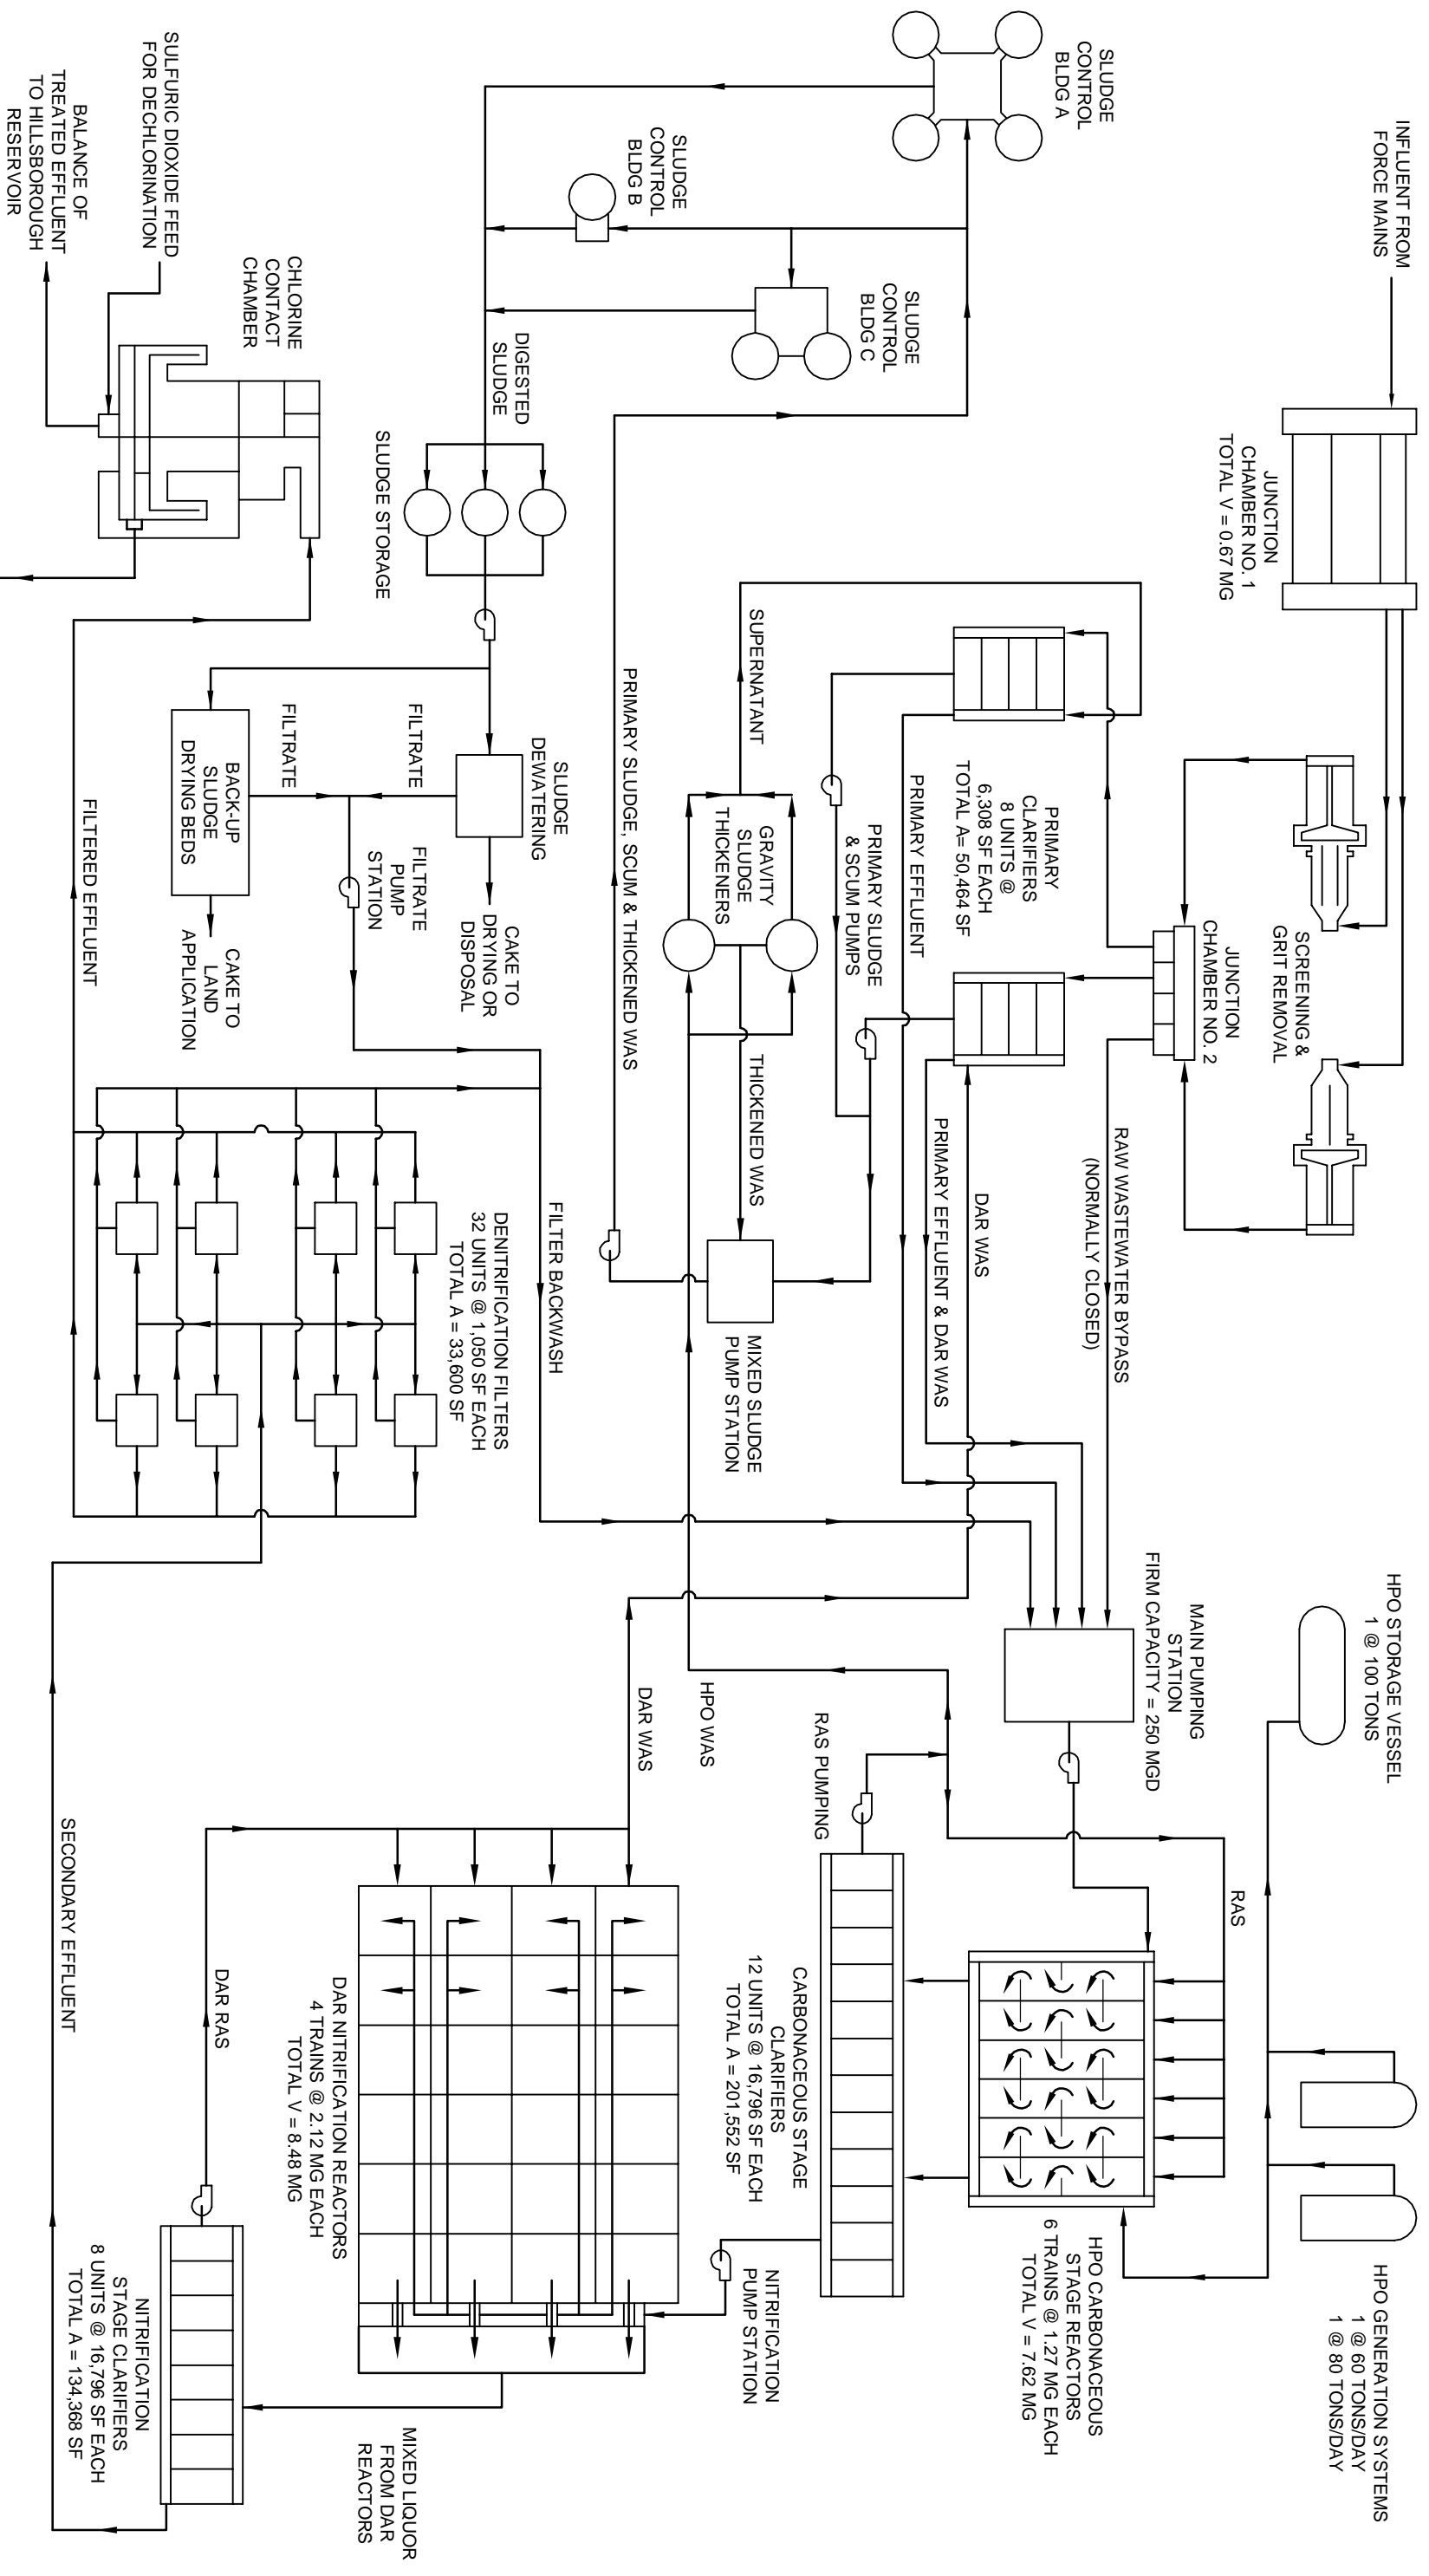 INFLUENT FROM
FORCE MAINS
JUNCTION
CHAMBER NO. 1
TOTAL V = 0.67 MG
SCREENING &
GRIT REMOVAL
JUNCTION
CHAMBER NO. 2
RAW WASTEWATER BYPASS
(NORMALLY CLOSED)
HPO STORAGE VESSEL
1 @ 100 TONS
HPO GENERATION SYSTEMS
1 @ 60 TONS/DAY
1 @ 80 TONS/DAY
MAIN PUMPING
STATION
FIRM CAPACITY = 250 MGD
RAS
HPO CARBONACEOUS
STAGE REACTORS
6 TRAINS @ 1.27 MG EACH
TOTAL V = 7.62 MG
SLUDGE
CONTROL
BLDG A
SLUDGE
CONTROL
BLDG B
SLUDGE
CONTROL
BLDG C
PRIMARY
CLARIFIERS
8 UNITS @
6,308 SF EACH
TOTAL A= 50,464 SF
PRIMARY EFFLUENT
PRIMARY SLUDGE
& SCUM PUMPS
DAR WAS
PRIMARY EFFLUENT & DAR WAS
SUPERNATANT
GRAVITY
SLUDGE
THICKENERS
THICKENED WAS
MIXED SLUDGE
PUMP STATION
PRIMARY SLUDGE, SCUM & THICKENED WAS
RAS PUMPING
CARBONACEOUS STAGE
CLARIFIERS
12 UNITS @ 16,796 SF EACH
TOTAL A = 201,552 SF
HPO WAS
DAR WAS
NITRIFICATION
PUMP STATION
DIGESTED
SLUDGE
SLUDGE STORAGE
SLUDGE
DEWATERING
CAKE TO
DRYING OR
DISPOSAL
FILTRATE
FILTRATE
FILTRATE
PUMP
STATION
BACK-UP
SLUDGE
DRYING BEDS
CAKE TO
LAND
APPLICATION
FILTER BACKWASH
DENITRIFICATION FILTERS
32 UNITS @ 1,050 SF EACH
TOTAL A = 33,600 SF
FILTERED EFFLUENT
DAR NITRIFICATION REACTORS
4 TRAINS @ 2.12 MG EACH
TOTAL V = 8.48 MG
MIXED LIQUOR
FROM DAR
REACTORS
DAR RAS
NITRIFICATION
STAGE CLARIFIERS
8 UNITS @ 16,796 SF EACH
TOTAL A = 134,368 SF
SECONDARY EFFLUENT
CHLORINE
CONTACT
CHAMBER
SULFURIC DIOXIDE FEED
FOR DECHLORINATION
BALANCE OF
TREATED EFFLUENT
TO HILLSBOROUGH
RESERVOIR